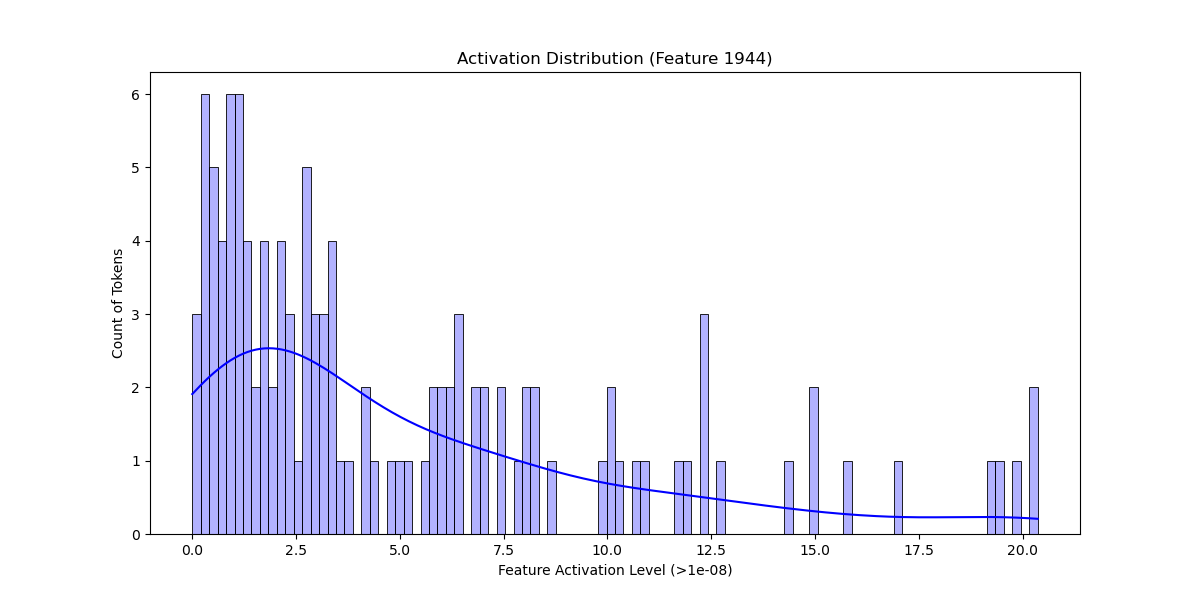 Activation Distribution (Feature 1944)
Count of Tokens
6
5
4
3
2
1
0
0.0 2.5 5.0 7.5 10.0 12.5 15.0 17.5 20.0
Feature Activation Level (>1e-08)